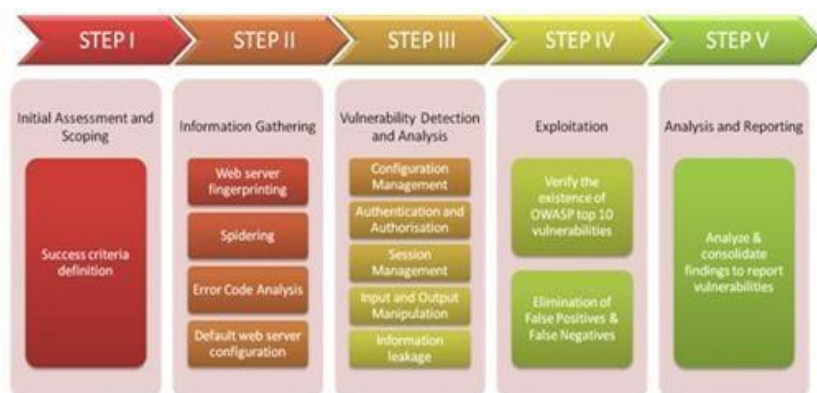 STEP I
STEP II
STEP III
STEP IV
STEP V
Initial Assessment and
Scoping
Success criteria
definition
Information Gathering
Web server
fingerprinting
Spidering
Error Code Analysis
Default web server
configuration
Vulnerability Detection
and Analysis
Configuration
Management
Authentication and
Authorisation
Session
Management
Input and Output
Manipulation
Information
leakage
Exploitation
Verify the
existence of
OWASP top 10
vulnerabilities
Elimination of
False Positives &
False Negatives
Analysis and Reporting
Analyze &
consolidate
findings to report
vulnerabilities